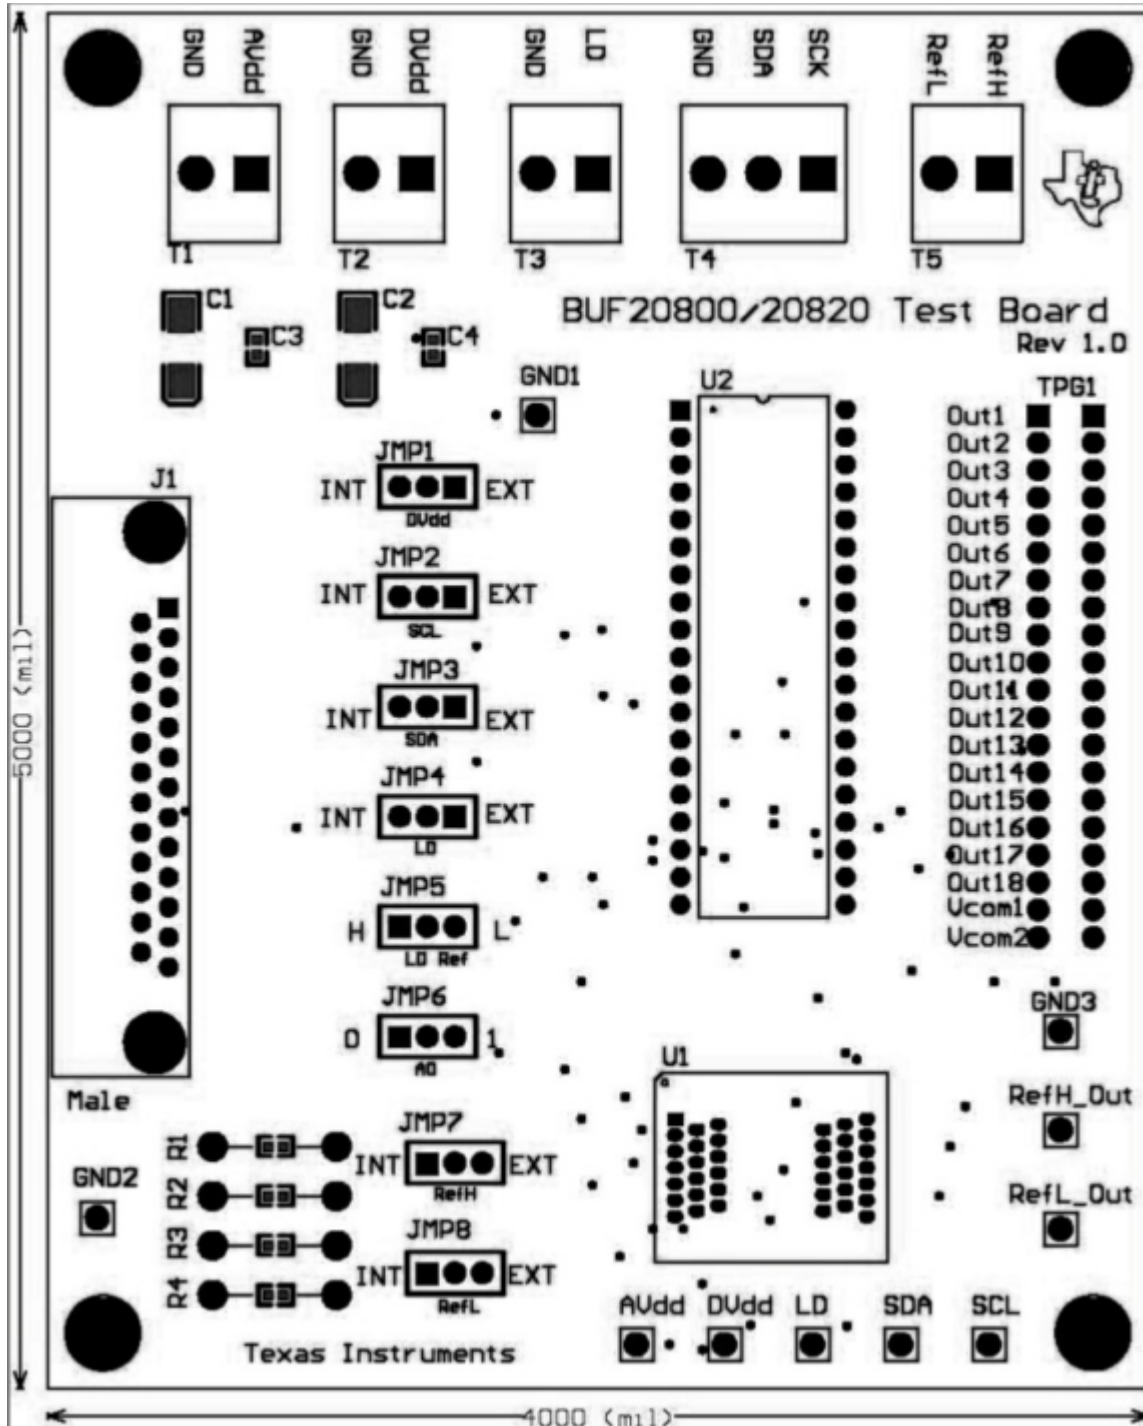 GND AVdd GND DVdd GND LD GND SDA SCK RefL RefH
T1 T2 T3 T4 T5
C1 C2
BUF20800/20820 Test Board
C3 C4
Rev 1.0
GND1 U2 TPG1
Out1
JMP1 Out2
J1 Out3
INT EXT Out4
DVdd Out5
JMP2 Out6
INT EXT Out7
Out8
SCL Out9
JMP3 Out10
Out11
INT EXT Out12
SDA Out13
JMP4 Out14
Out15
INT EXT Out16
LD Out17
JMP5 Out18
H L Vcom1
LD Ref Vcom2
JMP6 GND3
0 1
A0 U1
Male RefH_Out
JMP7
R1 INT EXT
GND2 RefH
R2 RefL_Out
JMP8
R3
INT EXT
R4 RefL
AVdd DVdd LD SDA SCL
Texas Instruments
5000 (mil)
4000 (mil)